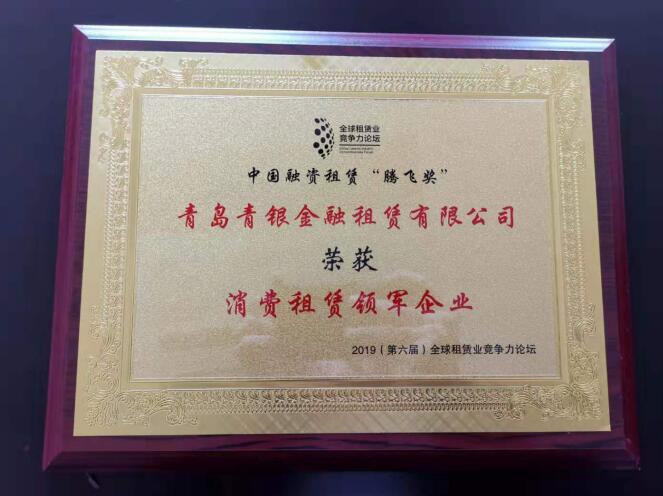 全球租赁业
竞争力论坛
中国融资租赁“腾飞奖”
青岛青银金融租赁有限公司
荣获
消费租赁领军企业
2019（第六届）全球租赁业竞争力论坛